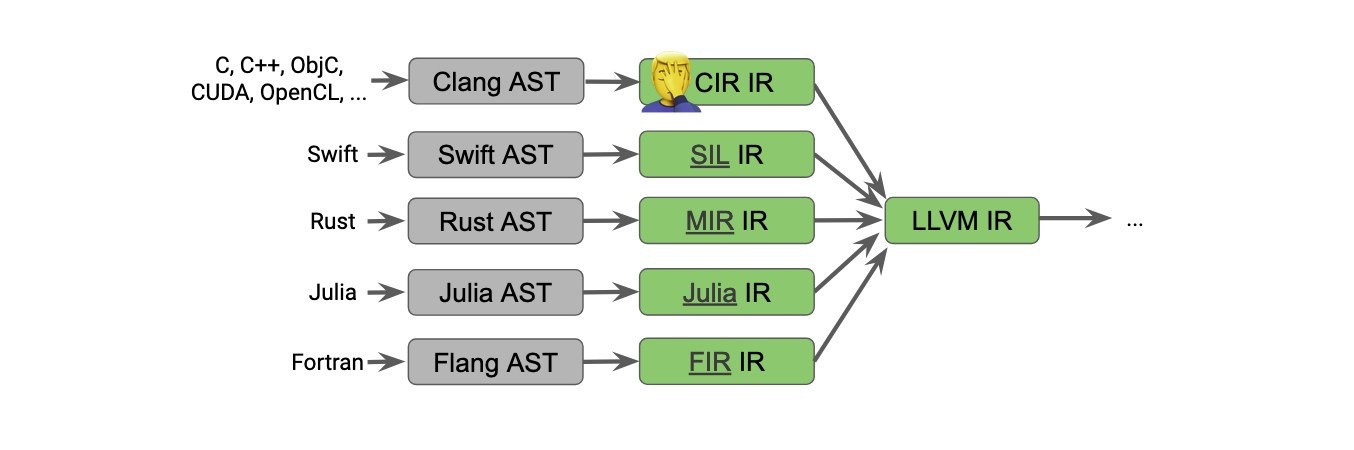 C, C++, ObjC,
CUDA, OpenCL, ...
Clang AST
CIR IR
Swift
Swift AST
SIL IR
Rust
Rust AST
MIR IR
LLVM IR
...
Julia
Julia AST
Julia IR
Fortran
Flang AST
FIR IR